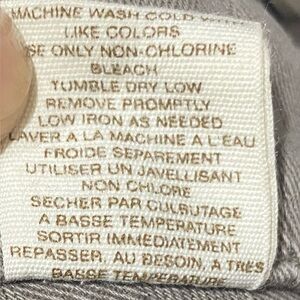 MACHINE WASH COLD
LIKE COLORS
SE ONLY NON-CHLORINE
BLEACH
TUMBLE DRY LOW
REMOVE PROMPTLY
LOW IRON AS NEEDED
LAVER A LA MACHINE A L'EAU
FROIDE SEPAREMENT
UTILISER UN JAVELLISANT
NON CHLORE
SECHER PAR CULBUTAGE
A BASSE TEMPERATURE
SORTIR IMMEDIATEMENT
REPASSER, AU BESOIN, A TRES
BASSE TEMPERATURE